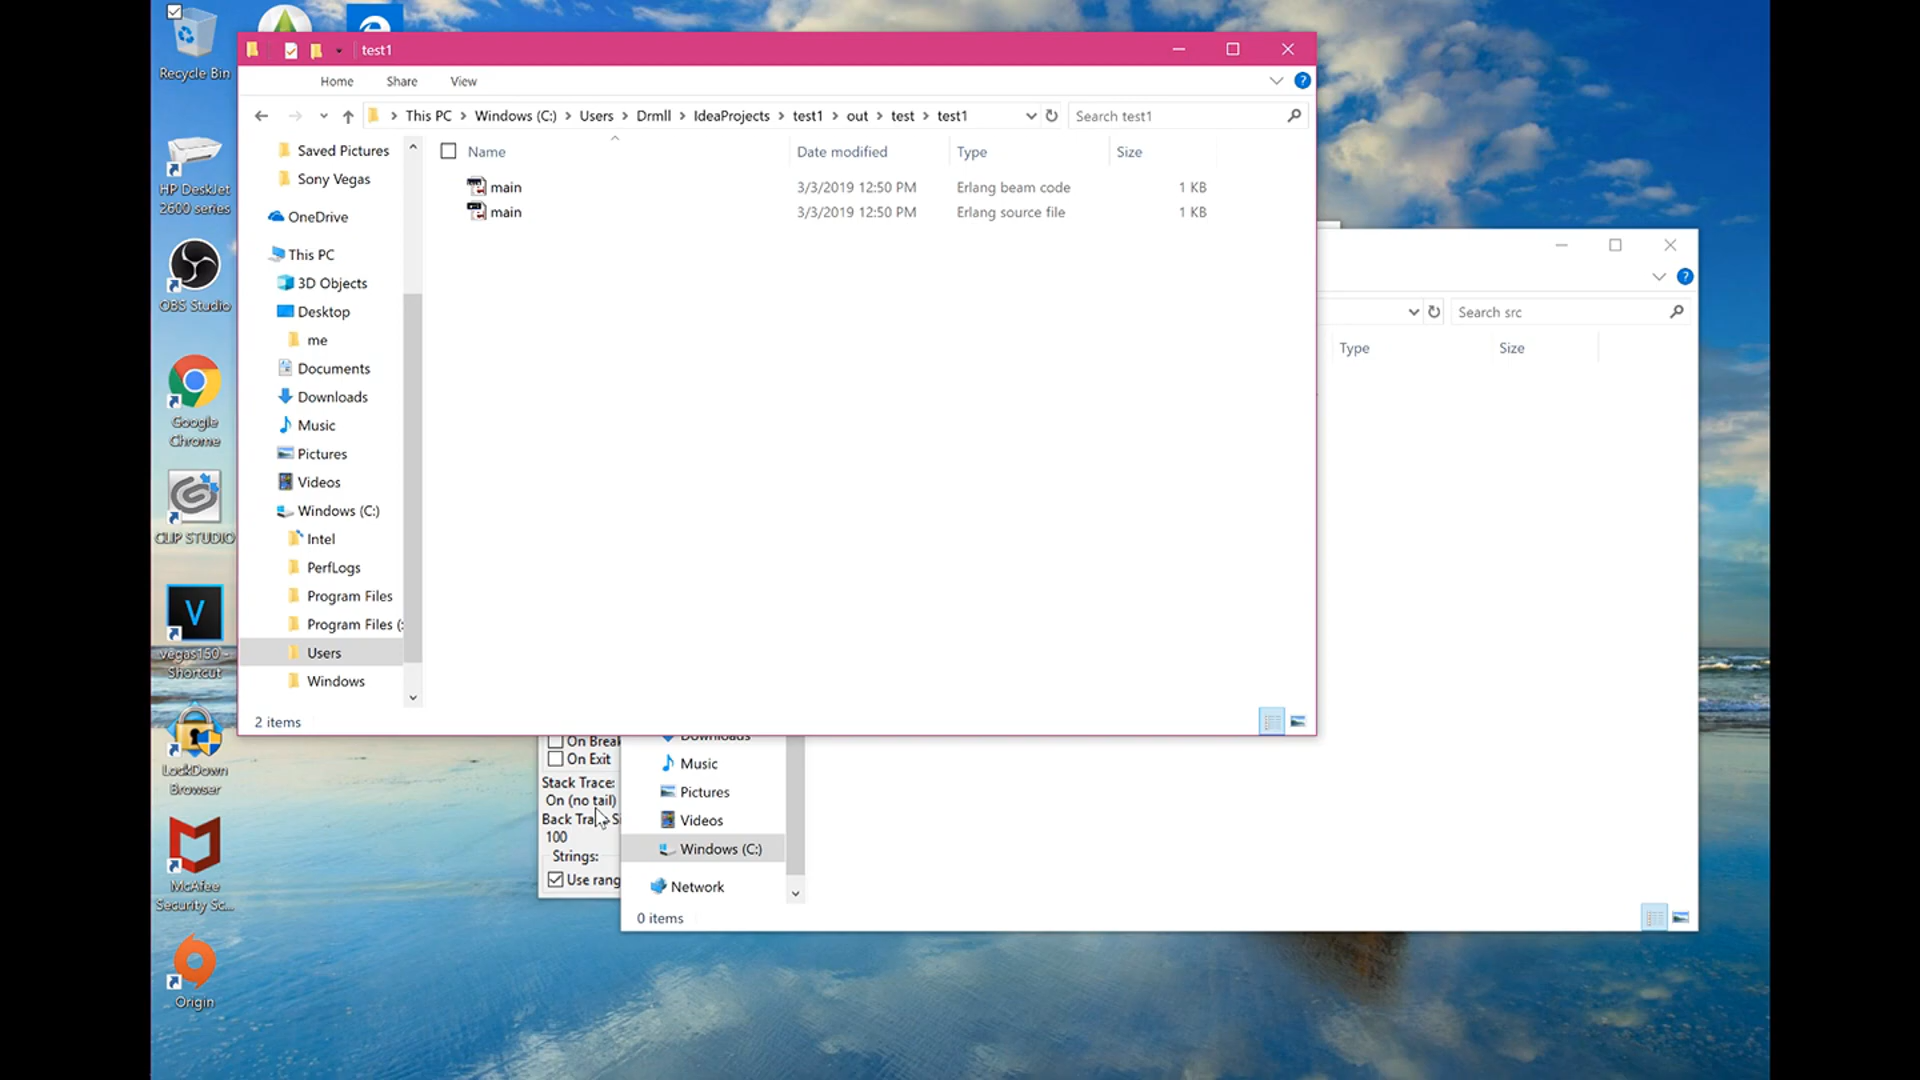 Recycle Bin
HP DeskJet
2600 series
OBS Studio
Google
Chrome
CLIP STUDIO
vegas150 -
Shortcut
LockDown
Browser
McAfee
Security Sc...
Origin
test1
Home Share View
This PC > Windows (C:) > Users > Drmll > IdeaProjects > test1 > out > test > test1
Search test1
Name Date modified Type Size
main 3/3/2019 12:50 PM Erlang beam code 1 KB
main 3/3/2019 12:50 PM Erlang source file 1 KB
Saved Pictures
Sony Vegas
OneDrive
This PC
3D Objects
Desktop
me
Documents
Downloads
Music
Pictures
Videos
Windows (C:)
Intel
PerfLogs
Program Files
Program Files (
Users
Windows
2 items
Search src
Type Size
On Break
On Exit
Stack Trace:
On (no tail)
100
Strings:
Use rang
Downloads
Music
Pictures
Videos
Windows (C:)
Network
0 items